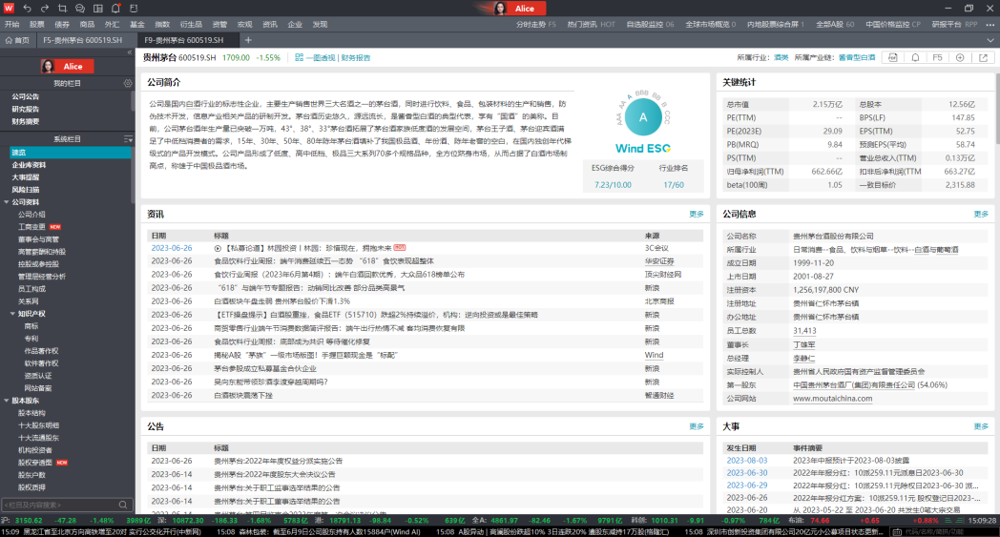 W Alice
开始 股票 债券 商品 外汇 基金 指数 衍生品 资管 宏观 资讯 企业 发现 分时走势 F5 热门资讯 HOT 自选股监控 06 全球市场概览 0 内地股票综合屏 1 全部A股 60 中国价格监控 CP 研报平台 RPP
首页 F5-贵州茅台 600519.SH F9-贵州茅台 600519.SH +
贵州茅台 600519.SH 1709.00 -1.55% 一图透视 | 财务报告 所属行业: 酒类 所属产业链: 酱香型白酒 F5
Alice
我的栏目
公司公告
研究报告
财务摘要
系统栏目
速览
企业库资料
大事提醒
风险扫描
公司资料
公司介绍
工商变更 NEW
董事会与高管
高管薪酬和持股
控股或参控股
管理层经营分析
员工构成
关系网
知识产权
商标
专利
作品著作权
软件著作权
资质认证
网站备案
股本股东
股本结构
十大股东明细
十大流通股东
机构投资者
股权穿透图 NEW
股东户数
股权质押
<栏目及内容搜索>
公司简介
公司是国内白酒行业的标志性企业，主要生产销售世界三大名酒之一的茅台酒，同时进行饮料、食品、包装材料的生产和销售，防
伪技术开发，信息产业相关产品的研制开发。茅台酒历史悠久，源远流长，是酱香型白酒的典型代表，享有“国酒”的美称。目
前，公司茅台酒年生产量已突破一万吨，43°、38°、33°茅台酒拓展了茅台酒家族低度酒的发展空间，茅台王子酒、茅台迎宾酒满
足了中低档消费者的需求，15年、30年、50年、80年陈年茅台酒填补了我国极品酒、年份酒、陈年老窖的空白，在国内独创年代梯
级式的产品开发模式。公司产品形成了低度、高中低档、极品三大系列70多个规格品种，全方位跻身市场，从而占据了白酒市场制
高点，称雄于中国极品酒市场。
AAA AA A BBB BB B CCC
A
Wind ESG
ESG综合得分 行业排名
7.23/10.00 17/60
关键统计
总市值 2.15万亿 总股本 12.56亿
PE(TTM) -- BPS(LF) 147.85
PE(2023E) 29.09 EPS(TTM) 52.75
PB(MRQ) 9.84 预测EPS(平均) 58.74
PS(TTM) -- 营业总收入(TTM) 0.13万亿
归母净利润(TTM) 662.66亿 扣非后净利润(TTM 663.27亿
beta(100周) 1.05 一致目标价 2,315.88
资讯 更多
日期 标题 来源
2023-06-26 【私募论道】林园投资丨林园：珍惜现在，拥抱未来 3C会议
2023-06-26 食品饮料行业周报：端午消费延续五一态势 “618”食饮表现超整体 华安证券
2023-06-26 食饮行业周报（2023年6月第4期）：端午白酒回款优秀，大众品618榜单公布 顶尖财经网
2023-06-26 “618”与端午节专题报告：动销同比改善 部分品类高景气 新浪
2023-06-26 白酒板块午盘走弱 贵州茅台股价下滑1.3% 北京商报
2023-06-26 【ETF操盘提示】白酒股重挫，食品ETF（515710）跌超2%持续溢价，机构：逆向投资或是最佳策略 新浪
2023-06-26 商贸零售行业端午节消费数据简评报告：端午出行热情不减 客均消费恢复有限 新浪
2023-06-26 食品饮料行业周报：底部成为共识 等待催化修复 新浪
2023-06-26 揭秘A股“茅族”一级市场版图！手握巨额现金是“标配” Wind
2023-06-26 茅台参股成立私募基金合伙企业 新浪
2023-06-26 吴向东能带领珍酒李渡穿越周期吗？ 新浪
2023-06-26 白酒板块震荡下挫 智通财经
公司信息 更多
公司名称 贵州茅台酒股份有限公司
所属行业 日常消费--食品、饮料与烟草--饮料--白酒与葡萄酒
成立日期 1999-11-20
上市日期 2001-08-27
注册资本 1,256,197,800 CNY
注册地址 贵州省仁怀市茅台镇
办公地址 贵州省仁怀市茅台镇
员工总数 31,413
董事长 丁雄军
总经理 李静仁
实际控制人 贵州省人民政府国有资产监督管理委员会
第一股东 中国贵州茅台酒厂(集团)有限责任公司 (54.06%)
公司网站 www.moutaichina.com
公告 更多
日期 标题
2023-06-26 贵州茅台:2022年年度权益分派实施公告
2023-06-14 贵州茅台:2022年度股东大会决议公告
2023-06-14 贵州茅台:关于职工监事选举结果的公告
2023-06-14 贵州茅台:关于职工董事选举结果的公告
大事 更多
发生日期 事件摘要
2023-08-03 2023年中报预计于2023-08-03披露
2023-06-30 2022年年报分红：10派259.11元派息日2023-06-30
2023-06-29 2022年年报分红：10派259.11元除权日2023-06-30，派...
2023-06-26 2022年年报分红方案：10派259.11元 股权登记日2023-...
2023-06-20 从 2023-05-22 至 2023-06-20 共发生0笔大宗交易
沪: 3150.62 -47.28 -1.48% 3989亿 深: 10872.30 -186.33 -1.68% 5783亿 港: 18791.13 -98.84 -0.52% 639亿 全A: 4861.97 -82.46 -1.67% 9791亿 科创: 1010.31 -9.91 -0.97% 784亿 布油: 74.66 +0.65 +0.88% 15:09:28
15:09 黑龙江省至北京方向高铁增至20对 实行公交化开行(中新网) 15:08 森林包装：截至6月9日公司股东持有人数15884户(Wind AI) 15:08 A股异动 | 高澜股份跌超10% 3日连跌20% 遭股东减持17万股(格隆汇) 15:08 深圳市创新投资集团有限公司20亿元小公募项目状态更新... 代码/名称/简拼/功能